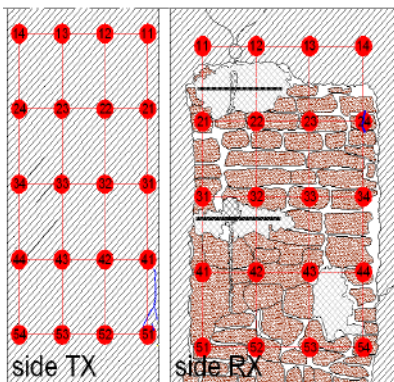 14 13 12 11 11 12 13 14
24 23 22 21 21 22 23
34 33 32 31 31 32 33 34
44 43 42 41 41 42 43 44
54 53 52 51 51 52 53 54
side TX side RX